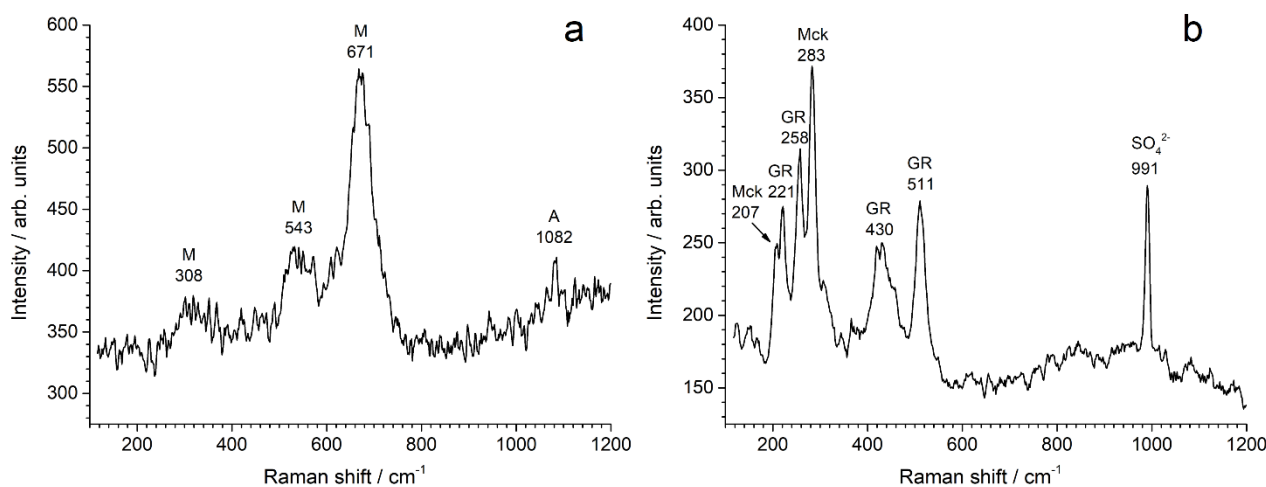 a
M
671
M
543
M
308
A
1082
600
550
500
450
400
350
300
Intensity / arb. units
200
400
600
800
1000
1200
Raman shift / cm⁻¹
b
Mck
283
GR
258
GR
221
Mck
207
GR
430
GR
511
SO₄²⁻
991
400
350
300
250
200
150
Intensity / arb. units
200
400
600
800
1000
1200
Raman shift / cm⁻¹